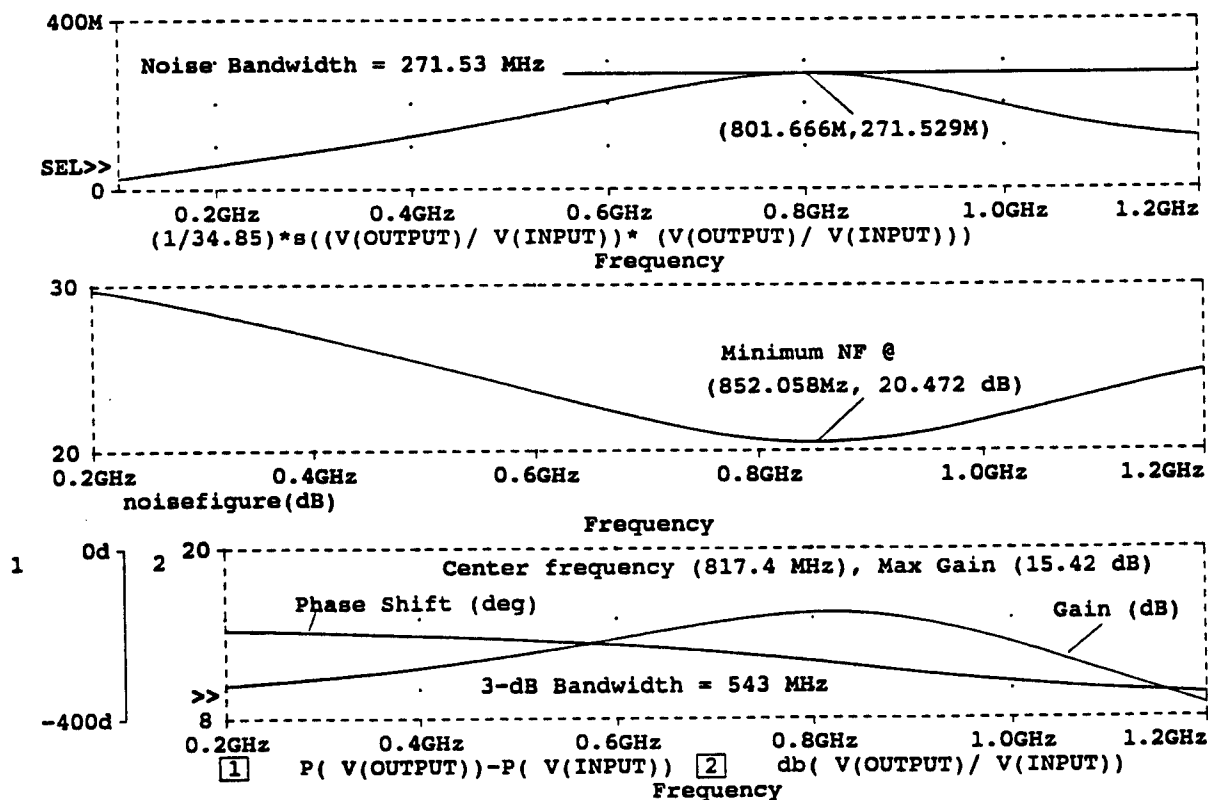 400M
Noise Bandwidth = 271.53 MHz
(801.666M,271.529M)
SEL>>
0
0.2GHz 0.4GHz 0.6GHz 0.8GHz 1.0GHz 1.2GHz
(1/34.85)*s((V(OUTPUT)/ V(INPUT))* (V(OUTPUT)/ V(INPUT)))
Frequency
30
Minimum NF @
(852.058Mz, 20.472 dB)
20
0.2GHz 0.4GHz 0.6GHz 0.8GHz 1.0GHz 1.2GHz
noisefigure(dB)
Frequency
1 0d 2 20
Center frequency (817.4 MHz), Max Gain (15.42 dB)
Phase Shift (deg) Gain (dB)
>> 3-dB Bandwidth = 543 MHz
-400d 8
0.2GHz 0.4GHz 0.6GHz 0.8GHz 1.0GHz 1.2GHz
1 P( V(OUTPUT))-P( V(INPUT)) 2 db( V(OUTPUT)/ V(INPUT))
Frequency